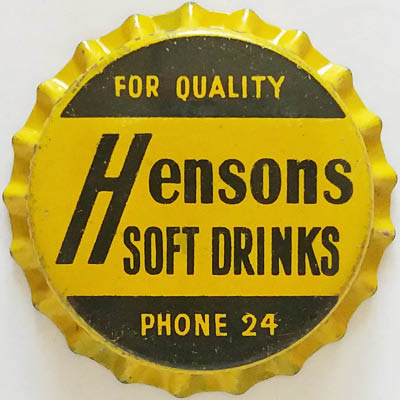 FOR QUALITY
Hensons
SOFT DRINKS
PHONE 24